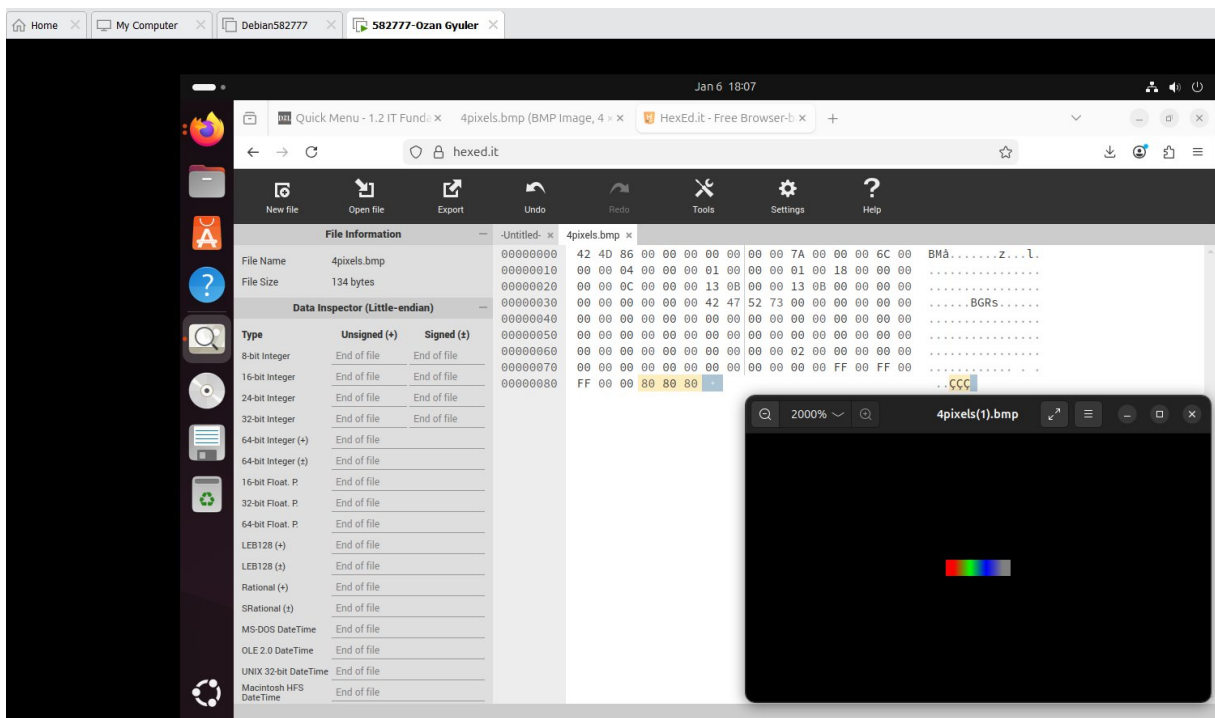 Home × My Computer × Debian582777 × 582777-Ozan Gyuler ×
Jan 6 18:07
Quick Menu - 1.2 IT Funda × 4pixels.bmp (BMP Image, 4 × × HexEd.it - Free Browser-b × +
hexed.it
New file Open file Export Undo Redo Tools Settings Help
File Information — -Untitled- × 4pixels.bmp ×
File Name 4pixels.bmp
File Size 134 bytes
Data Inspector (Little-endian) —
Type Unsigned (+) Signed (±)
8-bit Integer End of file End of file
16-bit Integer End of file End of file
24-bit Integer End of file End of file
32-bit Integer End of file End of file
64-bit Integer (+) End of file
64-bit Integer (±) End of file
16-bit Float. P. End of file
32-bit Float. P. End of file
64-bit Float. P. End of file
LEB128 (+) End of file
LEB128 (±) End of file
Rational (+) End of file
SRational (±) End of file
MS-DOS DateTime End of file
OLE 2.0 DateTime End of file
UNIX 32-bit DateTime End of file
Macintosh HFS DateTime End of file
00000000 42 4D 86 00 00 00 00 00 00 00 7A 00 00 00 6C 00 BMå.......z...l.
00000010 00 00 04 00 00 00 01 00 00 00 01 00 18 00 00 00 ................
00000020 00 00 0C 00 00 00 13 0B 00 00 13 0B 00 00 00 00 ................
00000030 00 00 00 00 00 00 42 47 52 73 00 00 00 00 00 00 ......BGRs......
00000040 00 00 00 00 00 00 00 00 00 00 00 00 00 00 00 00 ................
00000050 00 00 00 00 00 00 00 00 00 00 00 00 00 00 00 00 ................
00000060 00 00 00 00 00 00 00 00 00 00 02 00 00 00 00 00 ................
00000070 00 00 00 00 00 00 00 00 00 00 00 00 FF 00 FF 00 ............ . .
00000080 FF 00 00 80 80 80 + ..ÇÇÇ
2000% 4pixels(1).bmp